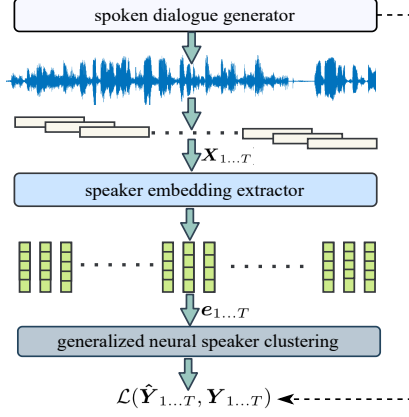 spoken dialogue generator
X₁…T
speaker embedding extractor
e₁…T
generalized neural speaker clustering
ℒ(Ŷ₁…T, Y₁…T)